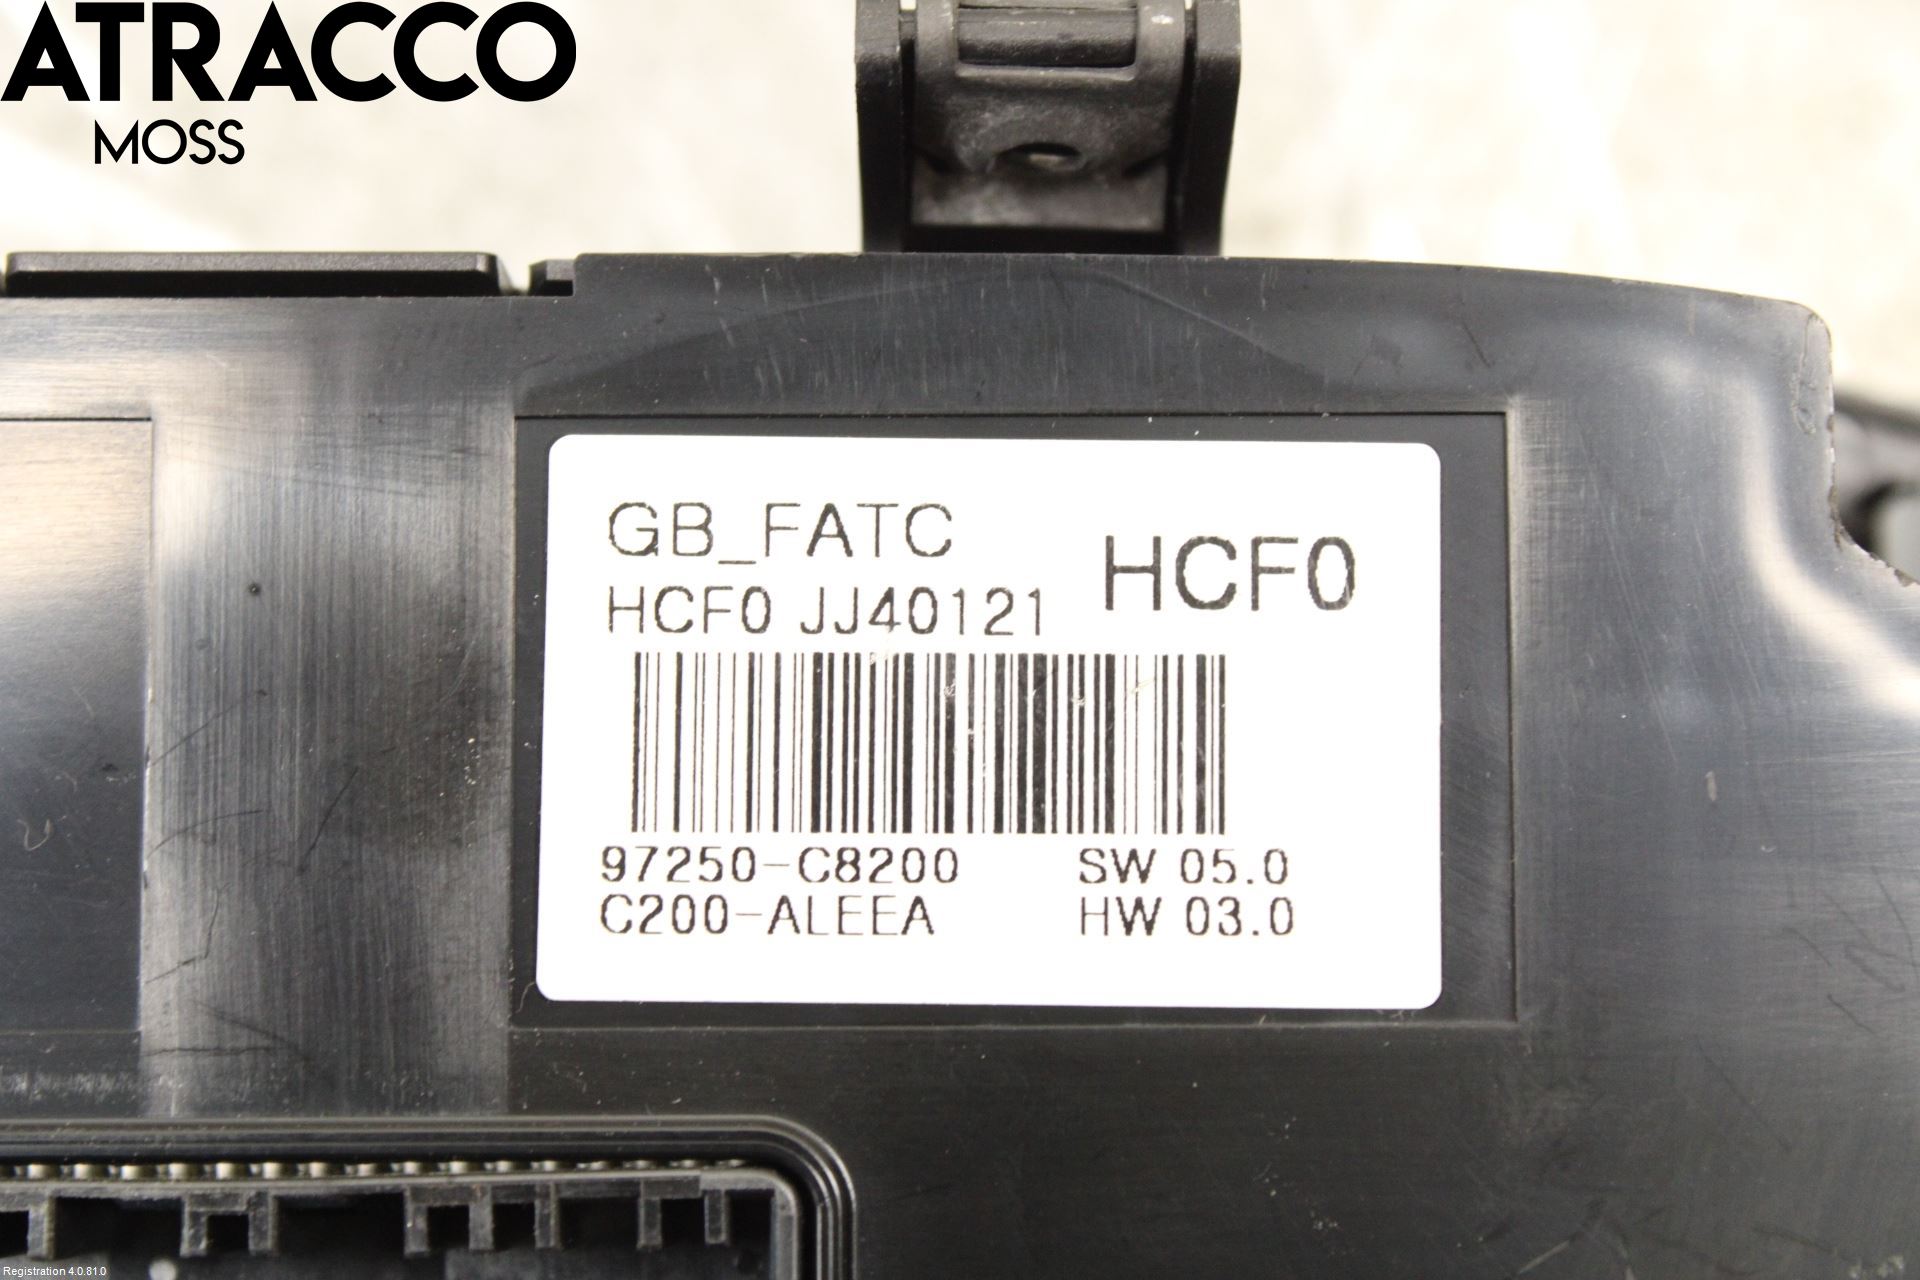 ATRACCO
MOSS
GB_FATC
HCF0
HCF0 JJ40121
97250-C8200
SW 05.0
C200-ALEEA
HW 03.0
Registration 4.0.81.0